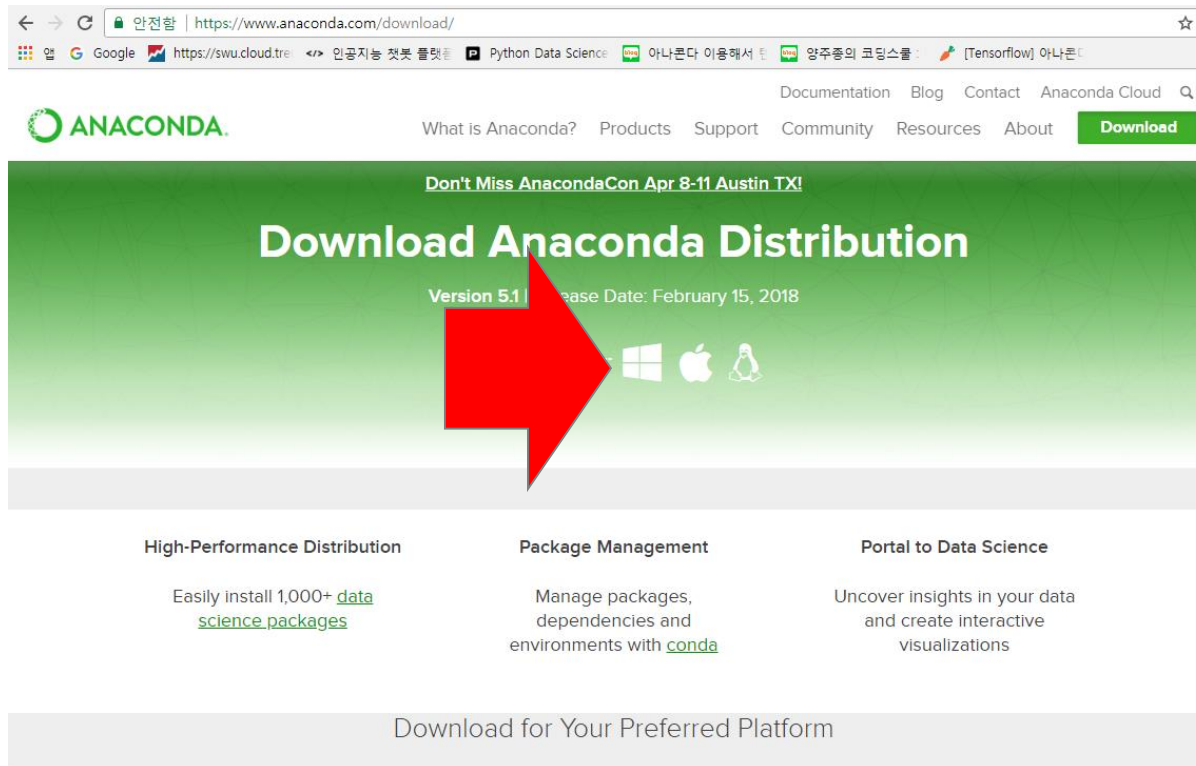 안전함 | https://www.anaconda.com/download/
앱 Google https://swu.cloud.tre 인공지능 챗봇 플랫폼 Python Data Science 아나콘다 이용해서 양주종의 코딩스쿨 [Tensorflow] 아나콘
Documentation Blog Contact Anaconda Cloud
ANACONDA. What is Anaconda? Products Support Community Resources About Download
Don't Miss AnacondaCon Apr 8-11 Austin TX!
Download Anaconda Distribution
Version 5.1 | ease Date: February 15, 2018
High-Performance Distribution
Easily install 1,000+ data
science packages
Package Management
Manage packages,
dependencies and
environments with conda
Portal to Data Science
Uncover insights in your data
and create interactive
visualizations
Download for Your Preferred Platform